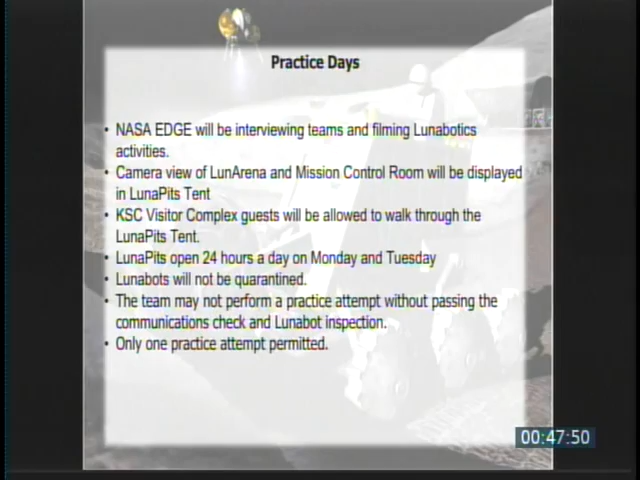 Practice Days
• NASA EDGE will be interviewing teams and filming Lunabotics
activities.
• Camera view of LunArena and Mission Control Room will be displayed
in LunaPits Tent
• KSC Visitor Complex guests will be allowed to walk through the
LunaPits Tent.
• LunaPits open 24 hours a day on Monday and Tuesday
• Lunabots will not be quarantined.
• The team may not perform a practice attempt without passing the
communications check and Lunabot inspection.
• Only one practice attempt permitted.
00:47:50